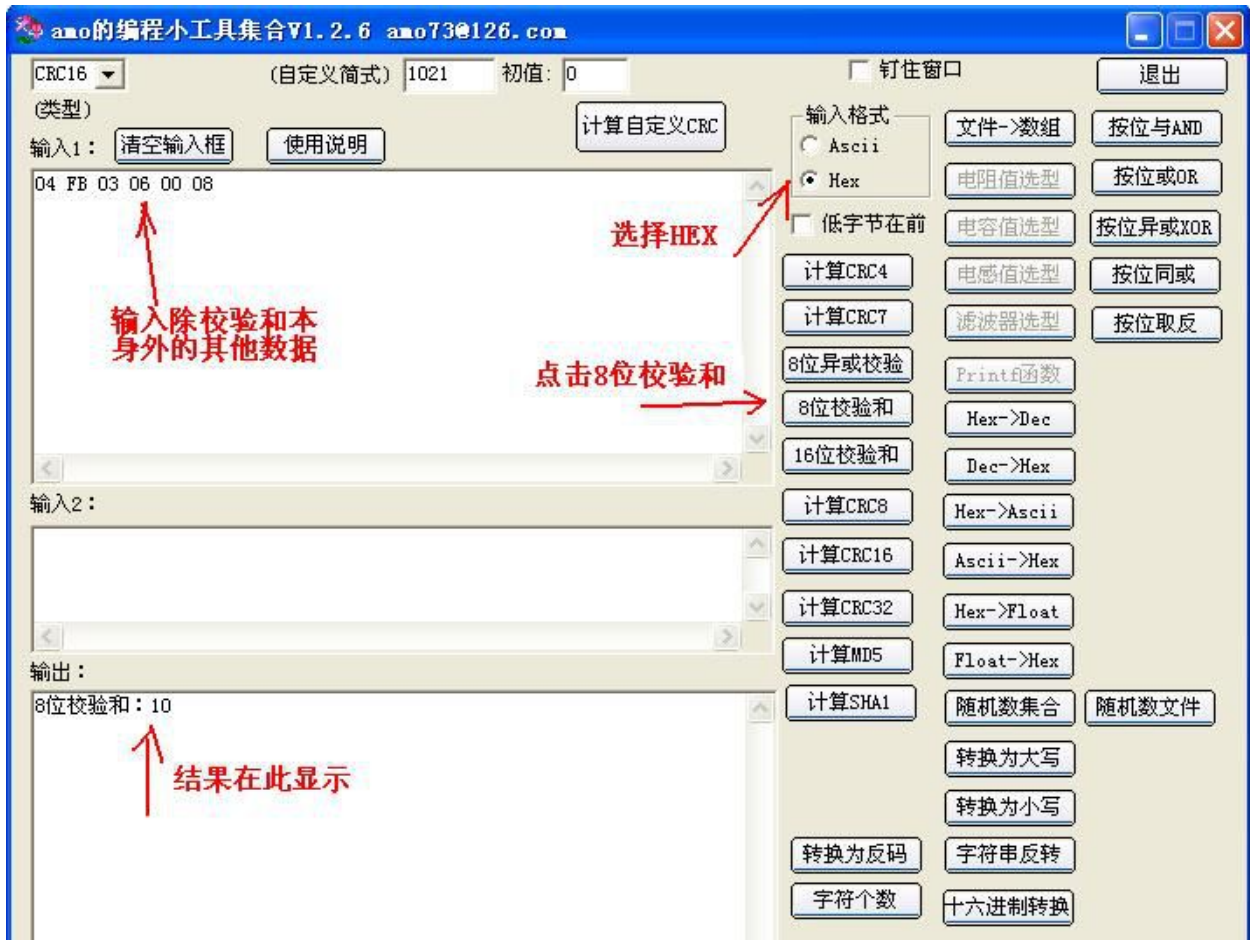 amo的编程小工具集合V1.2.6 amo73@126.com
CRC16 (自定义简式) 1021 初值: 0 钉住窗口 退出
(类型)
计算自定义CRC
输入1: 清空输入框 使用说明
04 FB 03 06 00 08
输入除校验和本
身外的其他数据
选择HEX
点击8位校验和
输入2:
输出:
8位校验和:10
结果在此显示
输入格式
Ascii
Hex
低字节在前
计算CRC4
计算CRC7
8位异或校验
8位校验和
16位校验和
计算CRC8
计算CRC16
计算CRC32
计算MD5
计算SHA1
转换为反码
字符个数
文件->数组
电阻值选型
电容值选型
电感值选型
滤波器选型
Printf函数
Hex->Dec
Dec->Hex
Hex->Ascii
Ascii->Hex
Hex->Float
Float->Hex
随机数集合
转换为大写
转换为小写
字符串反转
十六进制转换
按位与AND
按位或OR
按位异或XOR
按位同或
按位取反
随机数文件